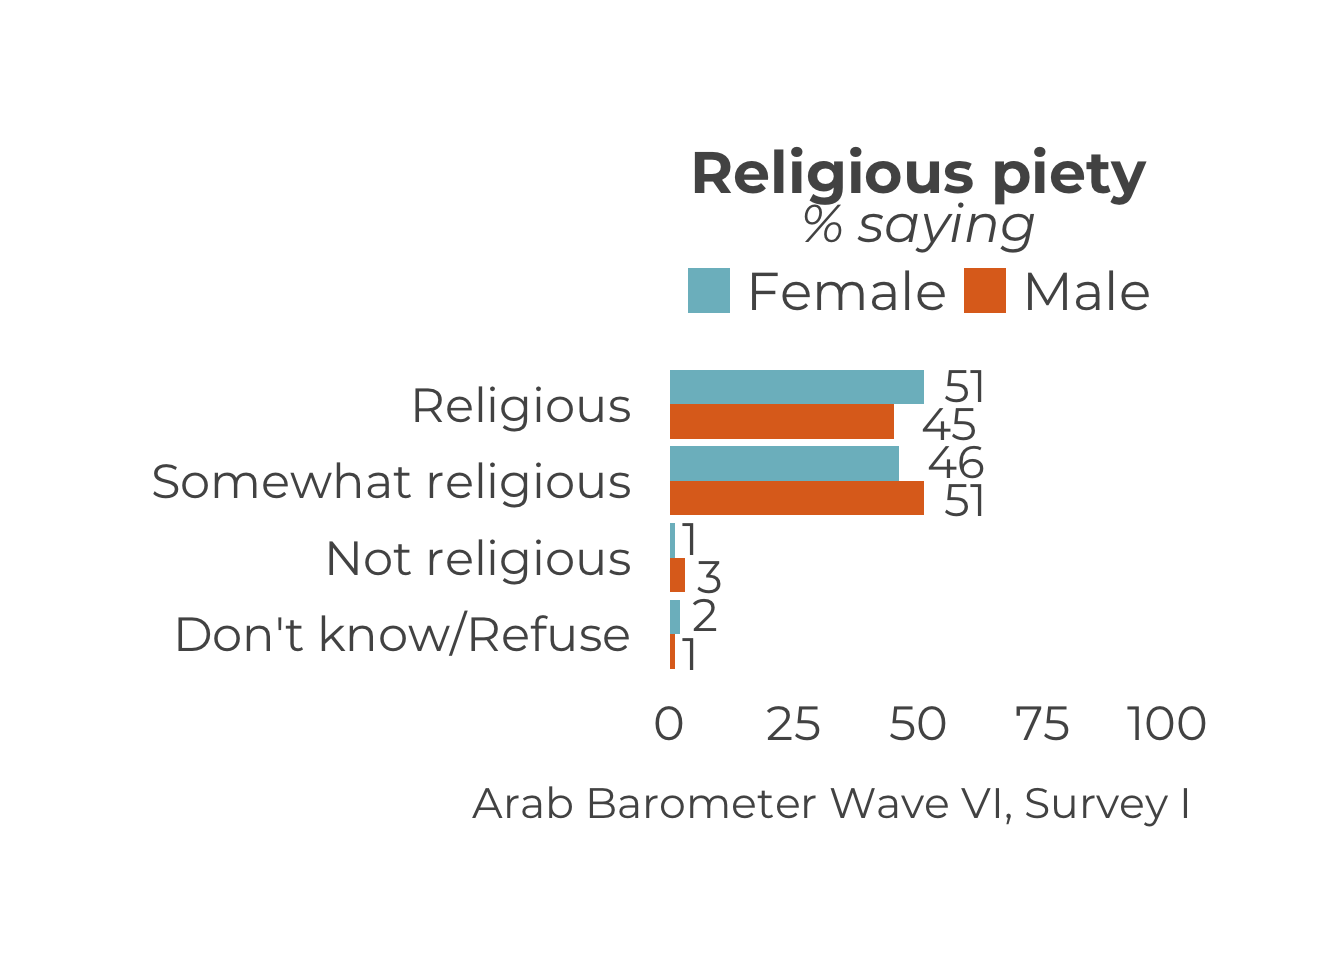 Religious piety
% saying
Female Male
Religious 51
45
Somewhat religious 46
51
Not religious 1
3
Don't know/Refuse 2
1
0 25 50 75 100
Arab Barometer Wave VI, Survey I